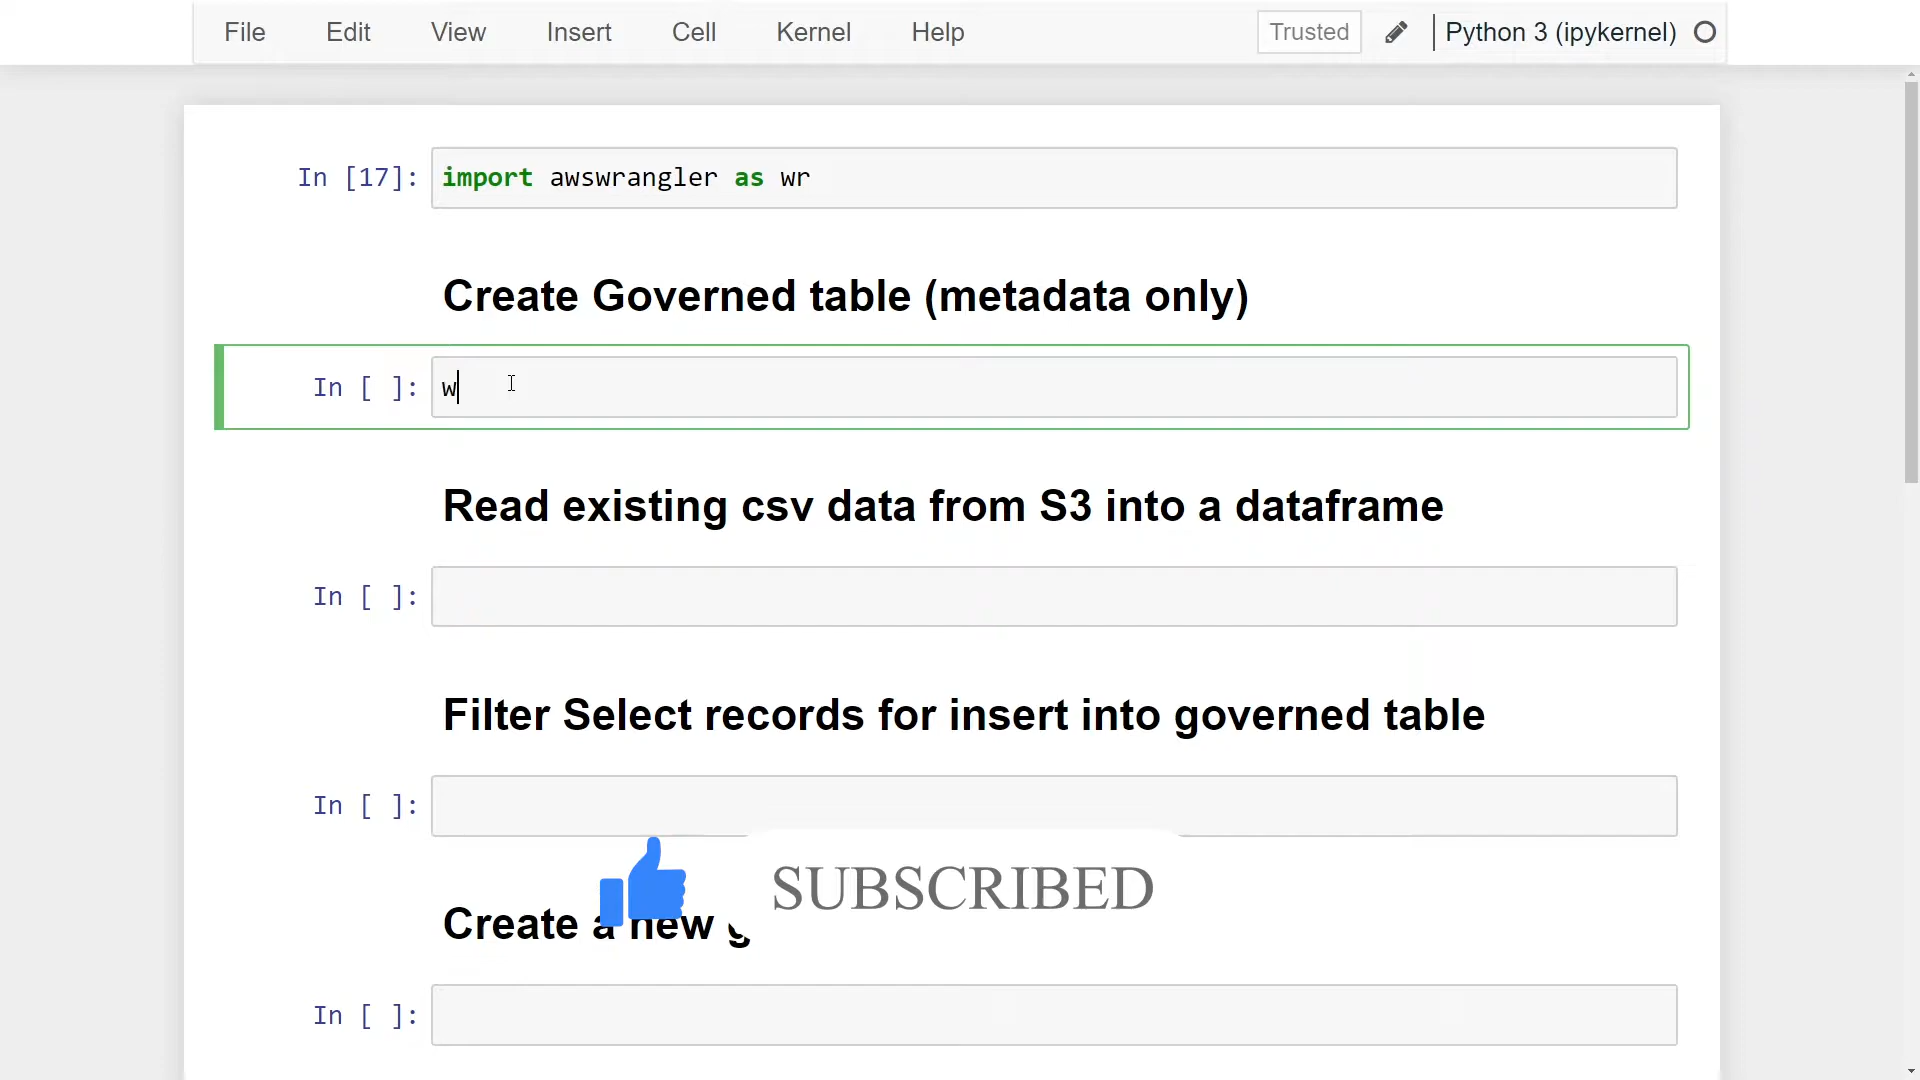 File Edit View Insert Cell Kernel Help Trusted Python 3 (ipykernel)
In [17]: import awswrangler as wr
Create Governed table (metadata only)
In [ ]: w
Read existing csv data from S3 into a dataframe
In [ ]:
Filter Select records for insert into governed table
In [ ]:
SUBSCRIBED
Create a new g
In [ ]: